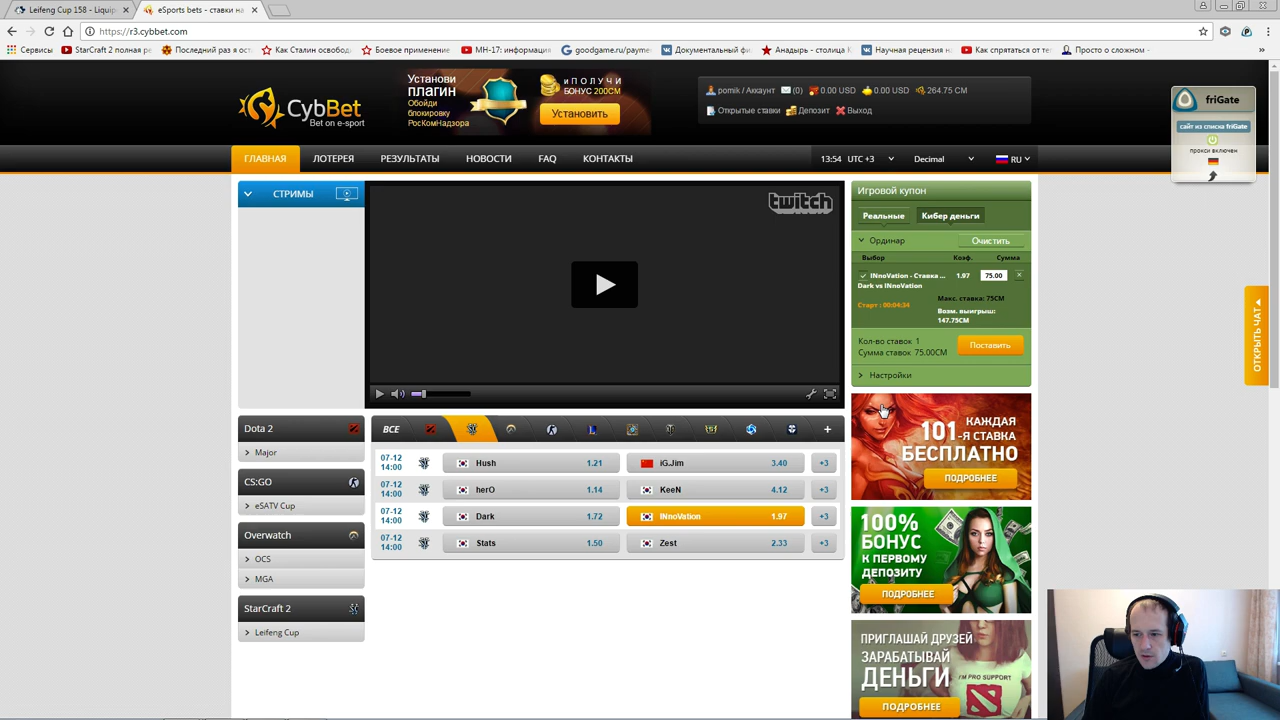 Leifeng Cup 158 - Liquip
eSports bets - ставки на
https://r3.cybbet.com
Сервисы
StarCraft 2 полная ре
Последний раз я ост
Как Сталин освобод
Боевое применение
МН-17: информация
goodgame.ru/payme
Документальный фи
Анадырь - столица
Научная рецензия н
Как спрятаться от те
Просто о сложном -
CybBet
Bet on e-sport
Установи
плагин
Обойди
блокировку
РосКомНадзора
и ПОЛУЧИ
БОНУС 200CM
Установить
pomik / Аккаунт (0) 0.00 USD 0.00 USD 264.75 CM
Открытые ставки Депозит Выход
friGate
сайт из списка friGate
прокси включен
ГЛАВНАЯ ЛОТЕРЕЯ РЕЗУЛЬТАТЫ НОВОСТИ FAQ КОНТАКТЫ 13:54 UTC +3 Decimal RU
СТРИМЫ
twitch
Игровой купон
Реальные Кибер деньги
Ординар Очистить
Выбор Коэф. Сумма
INnoVation - Ставка ... 1.97 75.00
Dark vs INnoVation
Старт : 00:04:34
Макс. ставка: 75CM
Возм. выигрыш:
147.75CM
Кол-во ставок 1
Сумма ставок 75.00CM
Поставить
Настройки
ОТКРЫТЬ ЧАТ
Dota 2
Major
CS:GO
eSATV Cup
Overwatch
OCS
MGA
StarCraft 2
Leifeng Cup
ВСЕ +
07-12
14:00
Hush 1.21 iG.Jim 3.40 +3
07-12
14:00
herO 1.14 KeeN 4.12 +3
07-12
14:00
Dark 1.72 INnoVation 1.97 +3
07-12
14:00
Stats 1.50 Zest 2.33 +3
КАЖДАЯ
101-я СТАВКА
БЕСПЛАТНО
ПОДРОБНЕЕ
100%
БОНУС
К ПЕРВОМУ
ДЕПОЗИТУ
ПОДРОБНЕЕ
ПРИГЛАШАЙ ДРУЗЕЙ
ЗАРАБАТЫВАЙ
ДЕНЬГИ
I'M PRO SUPPORT
ПОДРОБНЕЕ